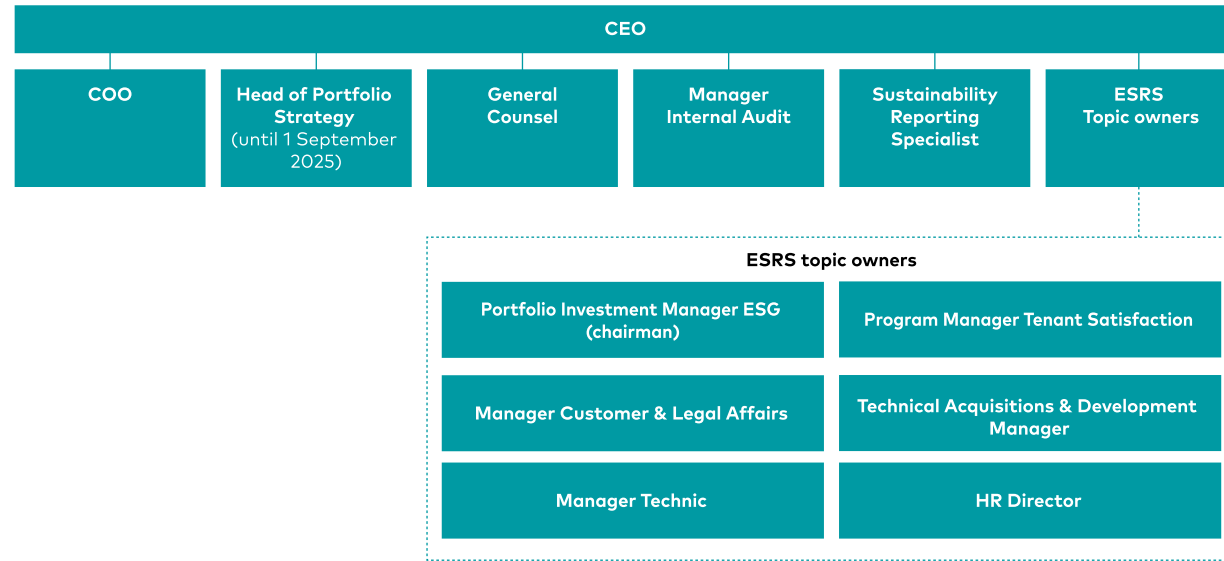 CEO
COO
Head of Portfolio
Strategy
(until 1 September
2025)
General
Counsel
Manager
Internal Audit
Sustainability
Reporting
Specialist
ESRS
Topic owners
ESRS topic owners
Portfolio Investment Manager ESG
(chairman)
Program Manager Tenant Satisfaction
Manager Customer & Legal Affairs
Technical Acquisitions & Development
Manager
Manager Technic
HR Director